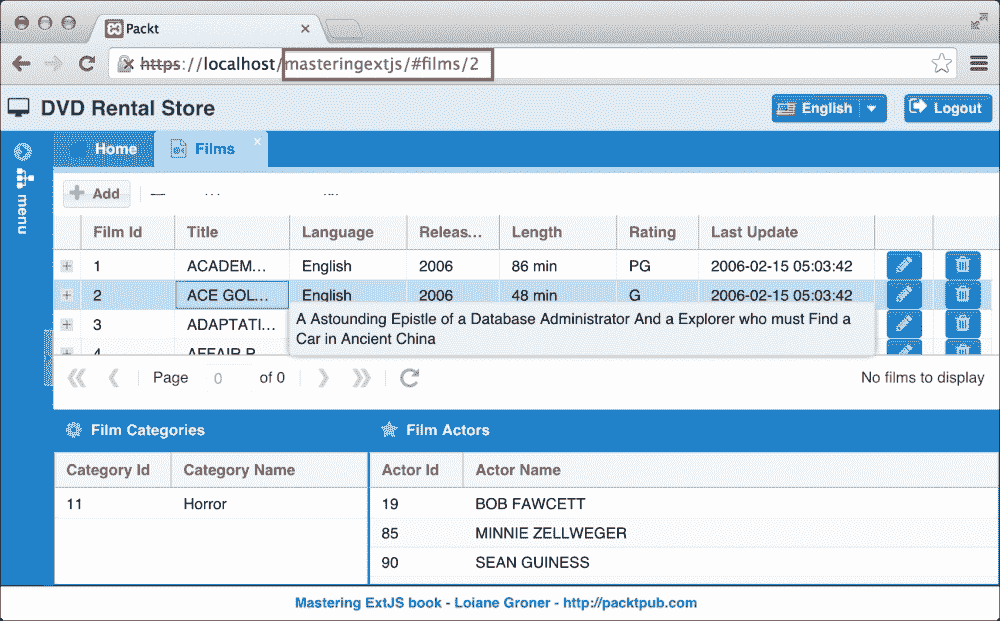 Packt
https://localhost/masteringextjs/#films/2
DVD Rental Store English Logout
Home Films
menu
Add
Film Id Title Language Releas... Length Rating Last Update
1 ACADEM... English 2006 86 min PG 2006-02-15 05:03:42
2 ACE GOL... English 2006 48 min G 2006-02-15 05:03:42
3 ADAPTATI...
A Astounding Epistle of a Database Administrator And a Explorer who must Find a
Car in Ancient China
4
Page 0 of 0 No films to display
Film Categories Film Actors
Category Id Category Name Actor Id Actor Name
11 Horror 19 BOB FAWCETT
85 MINNIE ZELLWEGER
90 SEAN GUINESS
Mastering ExtJS book - Loiane Groner - http://packtpub.com